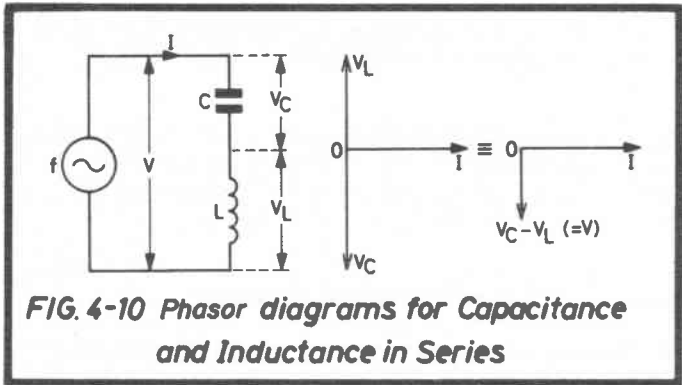 I
C
V_C
f
V
L
V_L
V_L
0
I
V_C
≡
0
I
V_C-V_L (=V)
FIG. 4-10 Phasor diagrams for Capacitance
and Inductance in Series